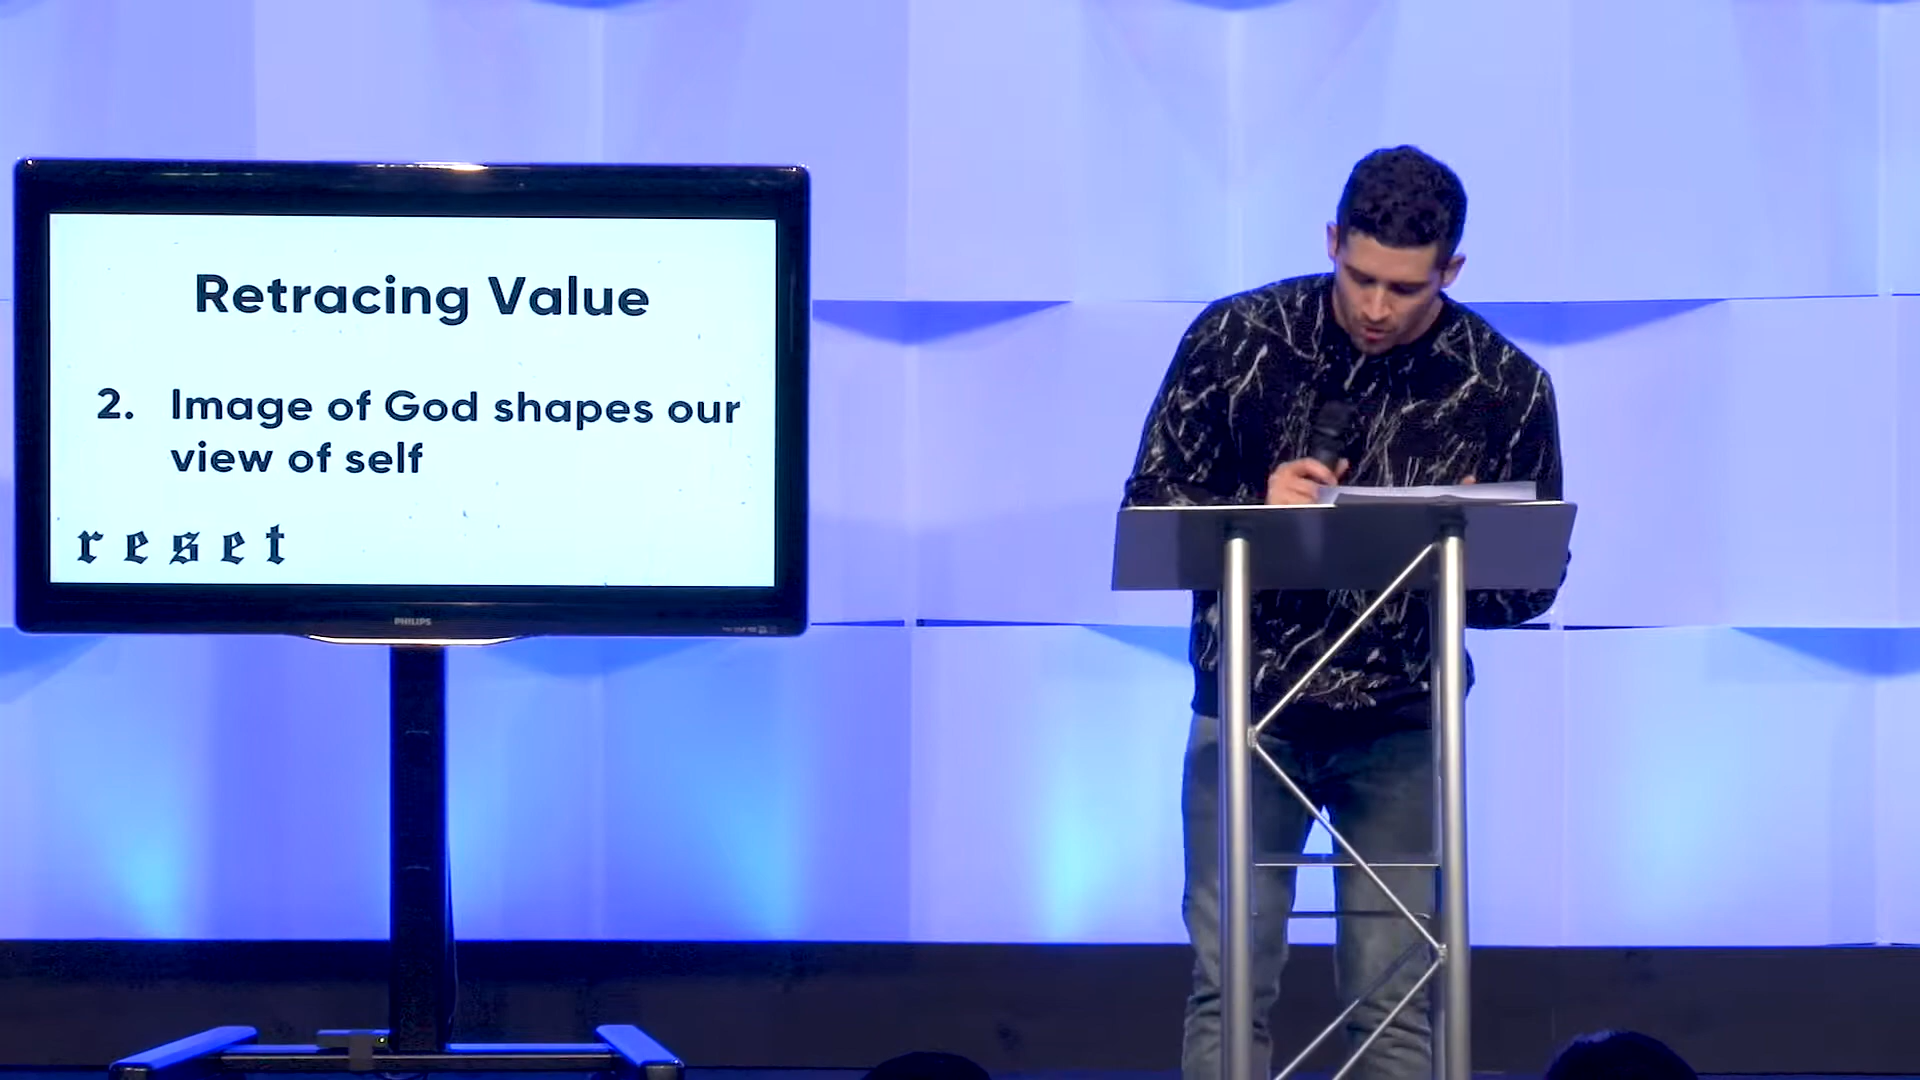 Retracing Value
2. Image of God shapes our
view of self
reset
PHILIPS